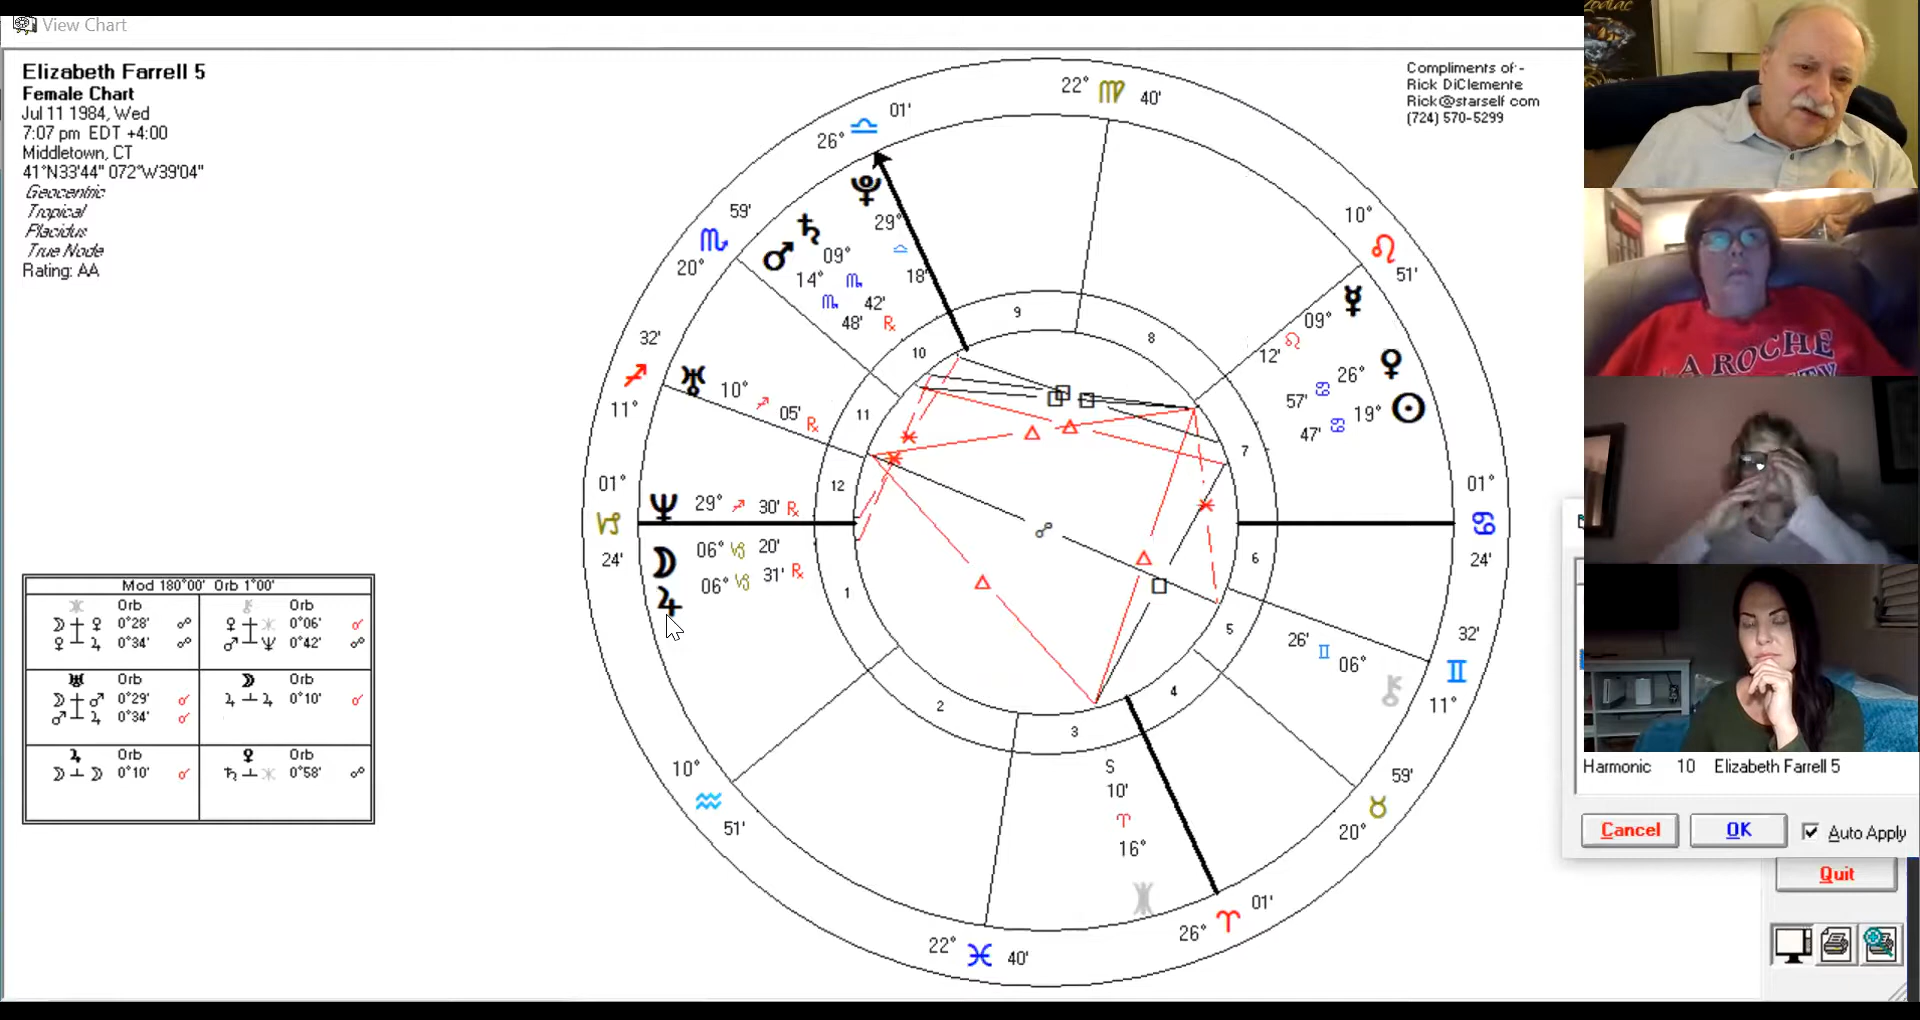 View Chart
Elizabeth Farrell 5
Female Chart
Jul 11 1984, Wed
7:07 pm EDT +4:00
Middletown, CT
41°N33'44" 072°W39'04"
Geocentric
Tropical
Placidus
True Node
Rating: AA
Compliments of:-
Rick DiClemente
Rick@starself.com
(724) 570-5299
Zodiac
22° ♍ 40'
26° ♎ 01'
10° ♌ 51'
59' ♏ 20°
32' ♐ 11°
01° ♑ 24'
01° ♋ 24'
32' ♊ 11°
59' ♉ 20°
10° ♒ 51'
22° ♓ 40'
26° ♈ 01'
♇ 29° ♎ 18'
♄ 09° ♏ 42' ℞
♂ 14° ♏ 48'
♅ 10° ♐ 05' ℞
♆ 29° ♐ 30' ℞
☽ 06° ♑ 20'
♃ 06° ♑ 31' ℞
☿ 09° ♌ 12'
♀ 26° ♋ 57'
☉ 19° ♋ 47'
26' ♊ 06°
S 10' ♈ 16°
9
8
10
11
7
12
6
1
5
2
4
3
Mod 180°00' Orb 1°00'
Orb Orb
☽ ♀ 0°28' ☍ ♀ 0°06' ☌
♀ ♃ 0°34' ☍ ♂ ♆ 0°42' ☍
♅ Orb ☽ Orb
☽ ♂ 0°29' ☌ ♃ ♃ 0°10' ☌
♂ ♃ 0°34' ☌
♃ Orb ♀ Orb
☽ ☽ 0°10' ☌ ♄ 0°58' ☍
LA ROCHE
Harmonic 10 Elizabeth Farrell 5
Cancel OK Auto Apply
Quit